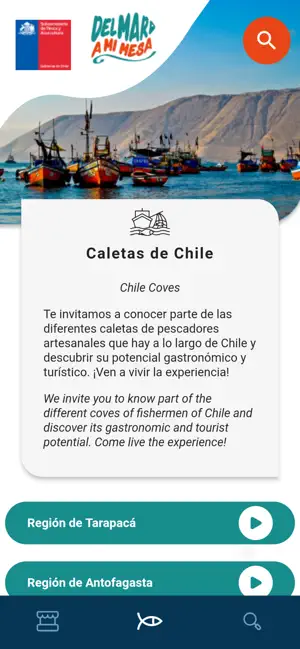 Subsecretaría
de Pesca y
Acuicultura
Gobierno de Chile
DEL MAR
A MI MESA
Caletas de Chile
Chile Coves
Te invitamos a conocer parte de las
diferentes caletas de pescadores
artesanales que hay a lo largo de Chile y
descubrir su potencial gastronómico y
turístico. ¡Ven a vivir la experiencia!
We invite you to know part of the
different coves of fishermen of Chile and
discover its gastronomic and tourist
potential. Come live the experience!
Región de Tarapacá
Región de Antofagasta